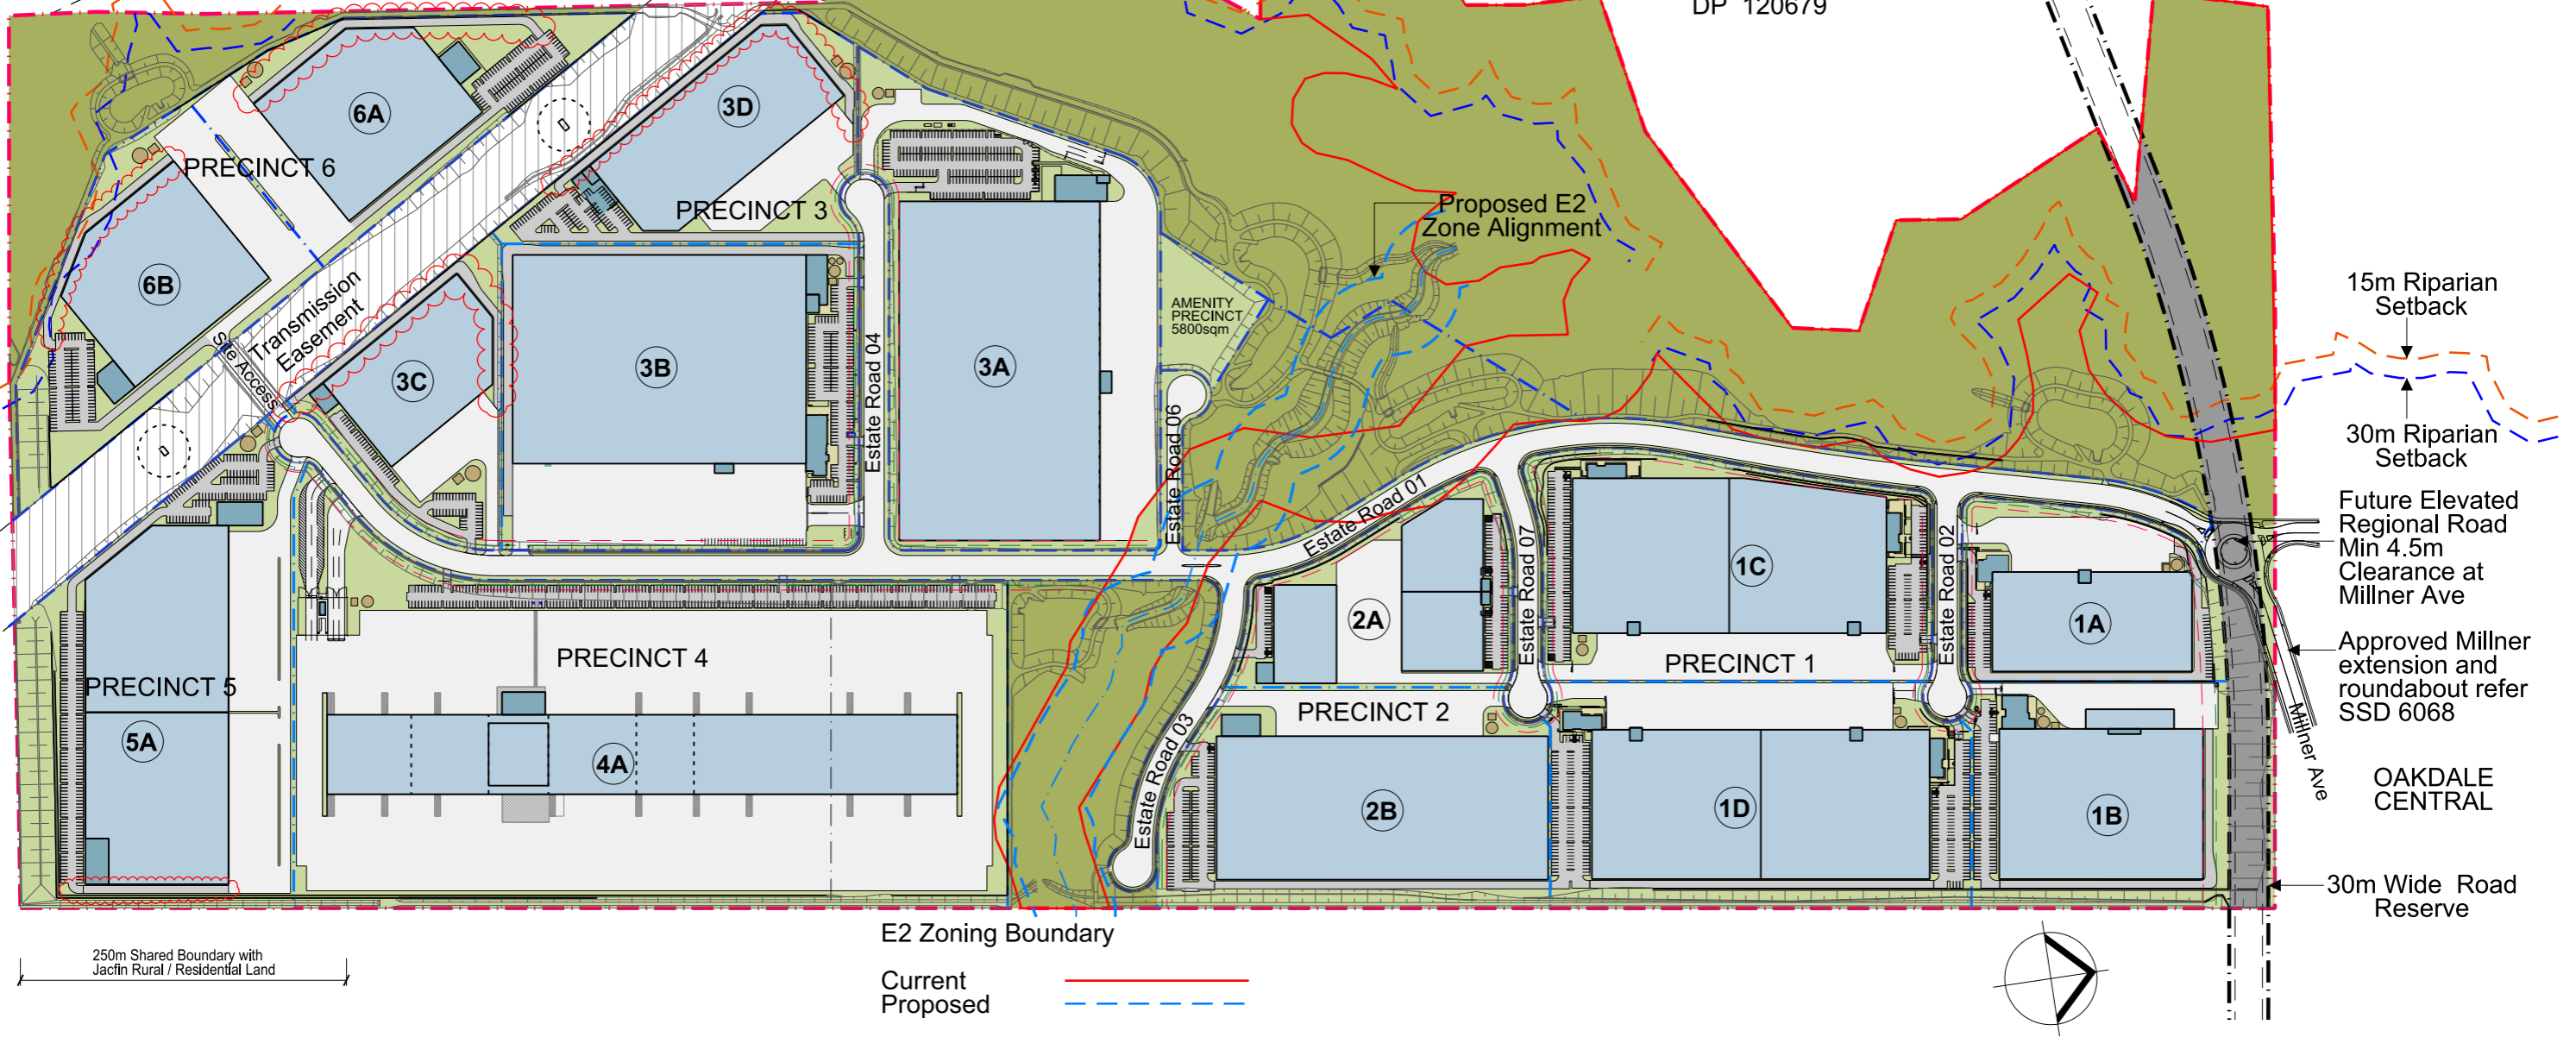 DP 120679
6A
3D
PRECINCT 6
PRECINCT 3
Proposed E2
Zone Alignment
6B
Transmission
Easement
Site Access
AMENITY
PRECINCT
5800sqm
15m Riparian
Setback
3C
3B
Estate Road 04
3A
Estate Road 06
30m Riparian
Setback
Estate Road 01
Future Elevated
Regional Road
Min 4.5m
Clearance at
Millner Ave
2A
Estate Road 07
1C
Estate Road 02
1A
Approved Millner
extension and
roundabout refer
SSD 6068
PRECINCT 4
PRECINCT 1
PRECINCT 5
PRECINCT 2
Millner Ave
5A
4A
Estate Road 03
2B
1D
1B
OAKDALE
CENTRAL
30m Wide Road
Reserve
E2 Zoning Boundary
250m Shared Boundary with
Jacfin Rural / Residential Land
Current
Proposed